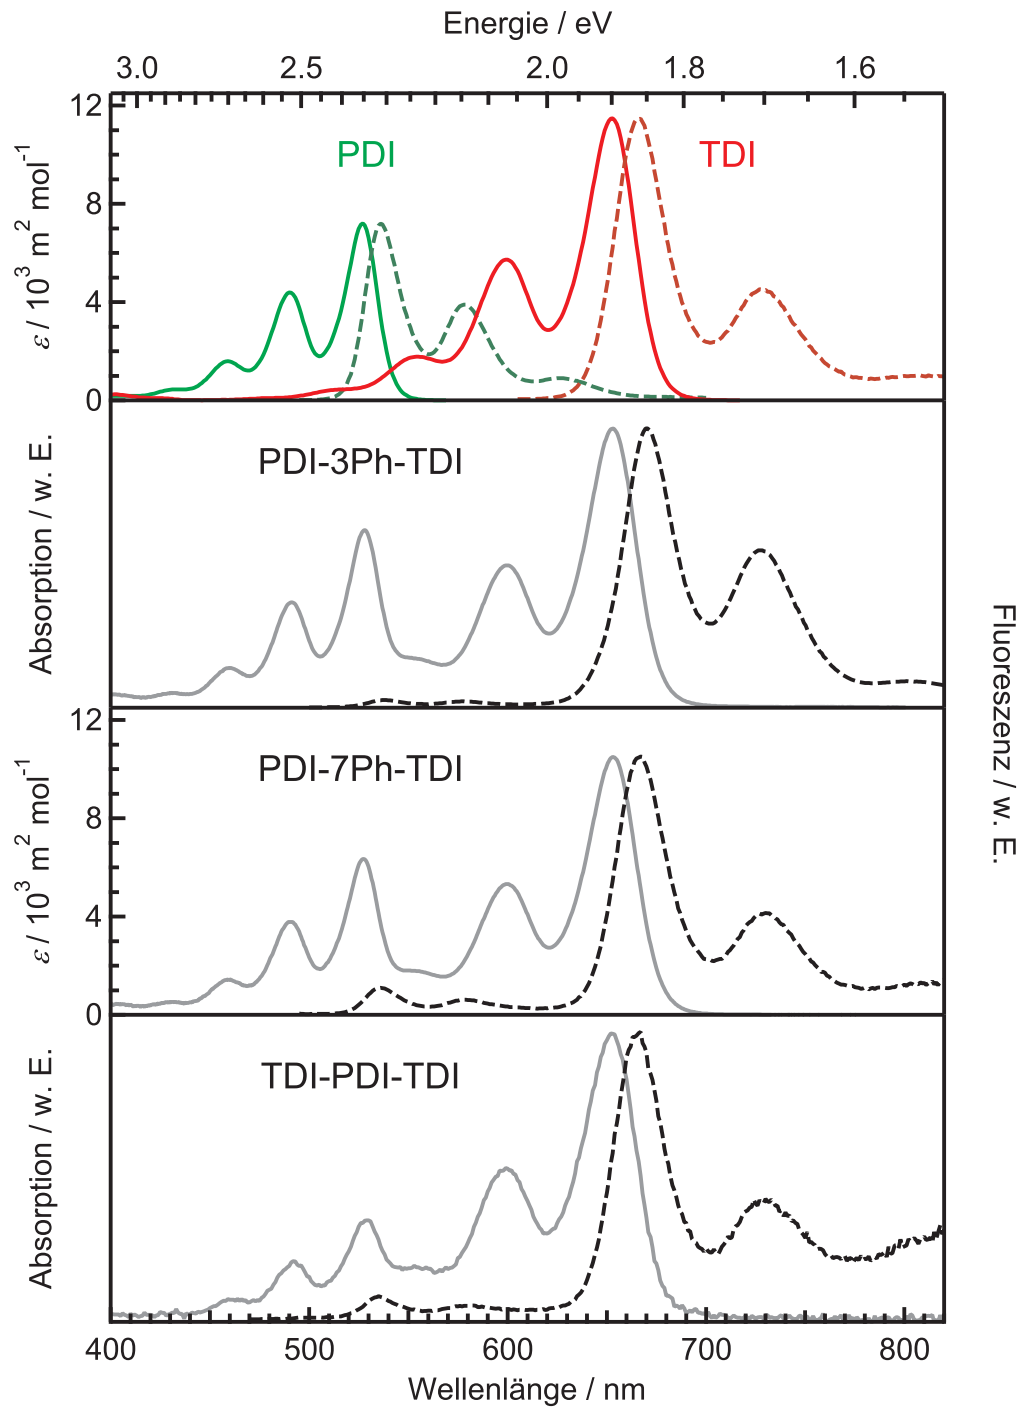 Energie / eV
3.0 2.5 2.0 1.8 1.6
12
8
4
0
ε / 10³ m² mol⁻¹
PDI
TDI
Absorption / w. E.
PDI-3Ph-TDI
Fluoreszenz / w. E.
12
8
4
0
ε / 10³ m² mol⁻¹
PDI-7Ph-TDI
Absorption / w. E.
TDI-PDI-TDI
400 500 600 700 800
Wellenlänge / nm